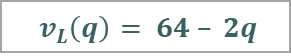 v_L(q) = 64 – 2q